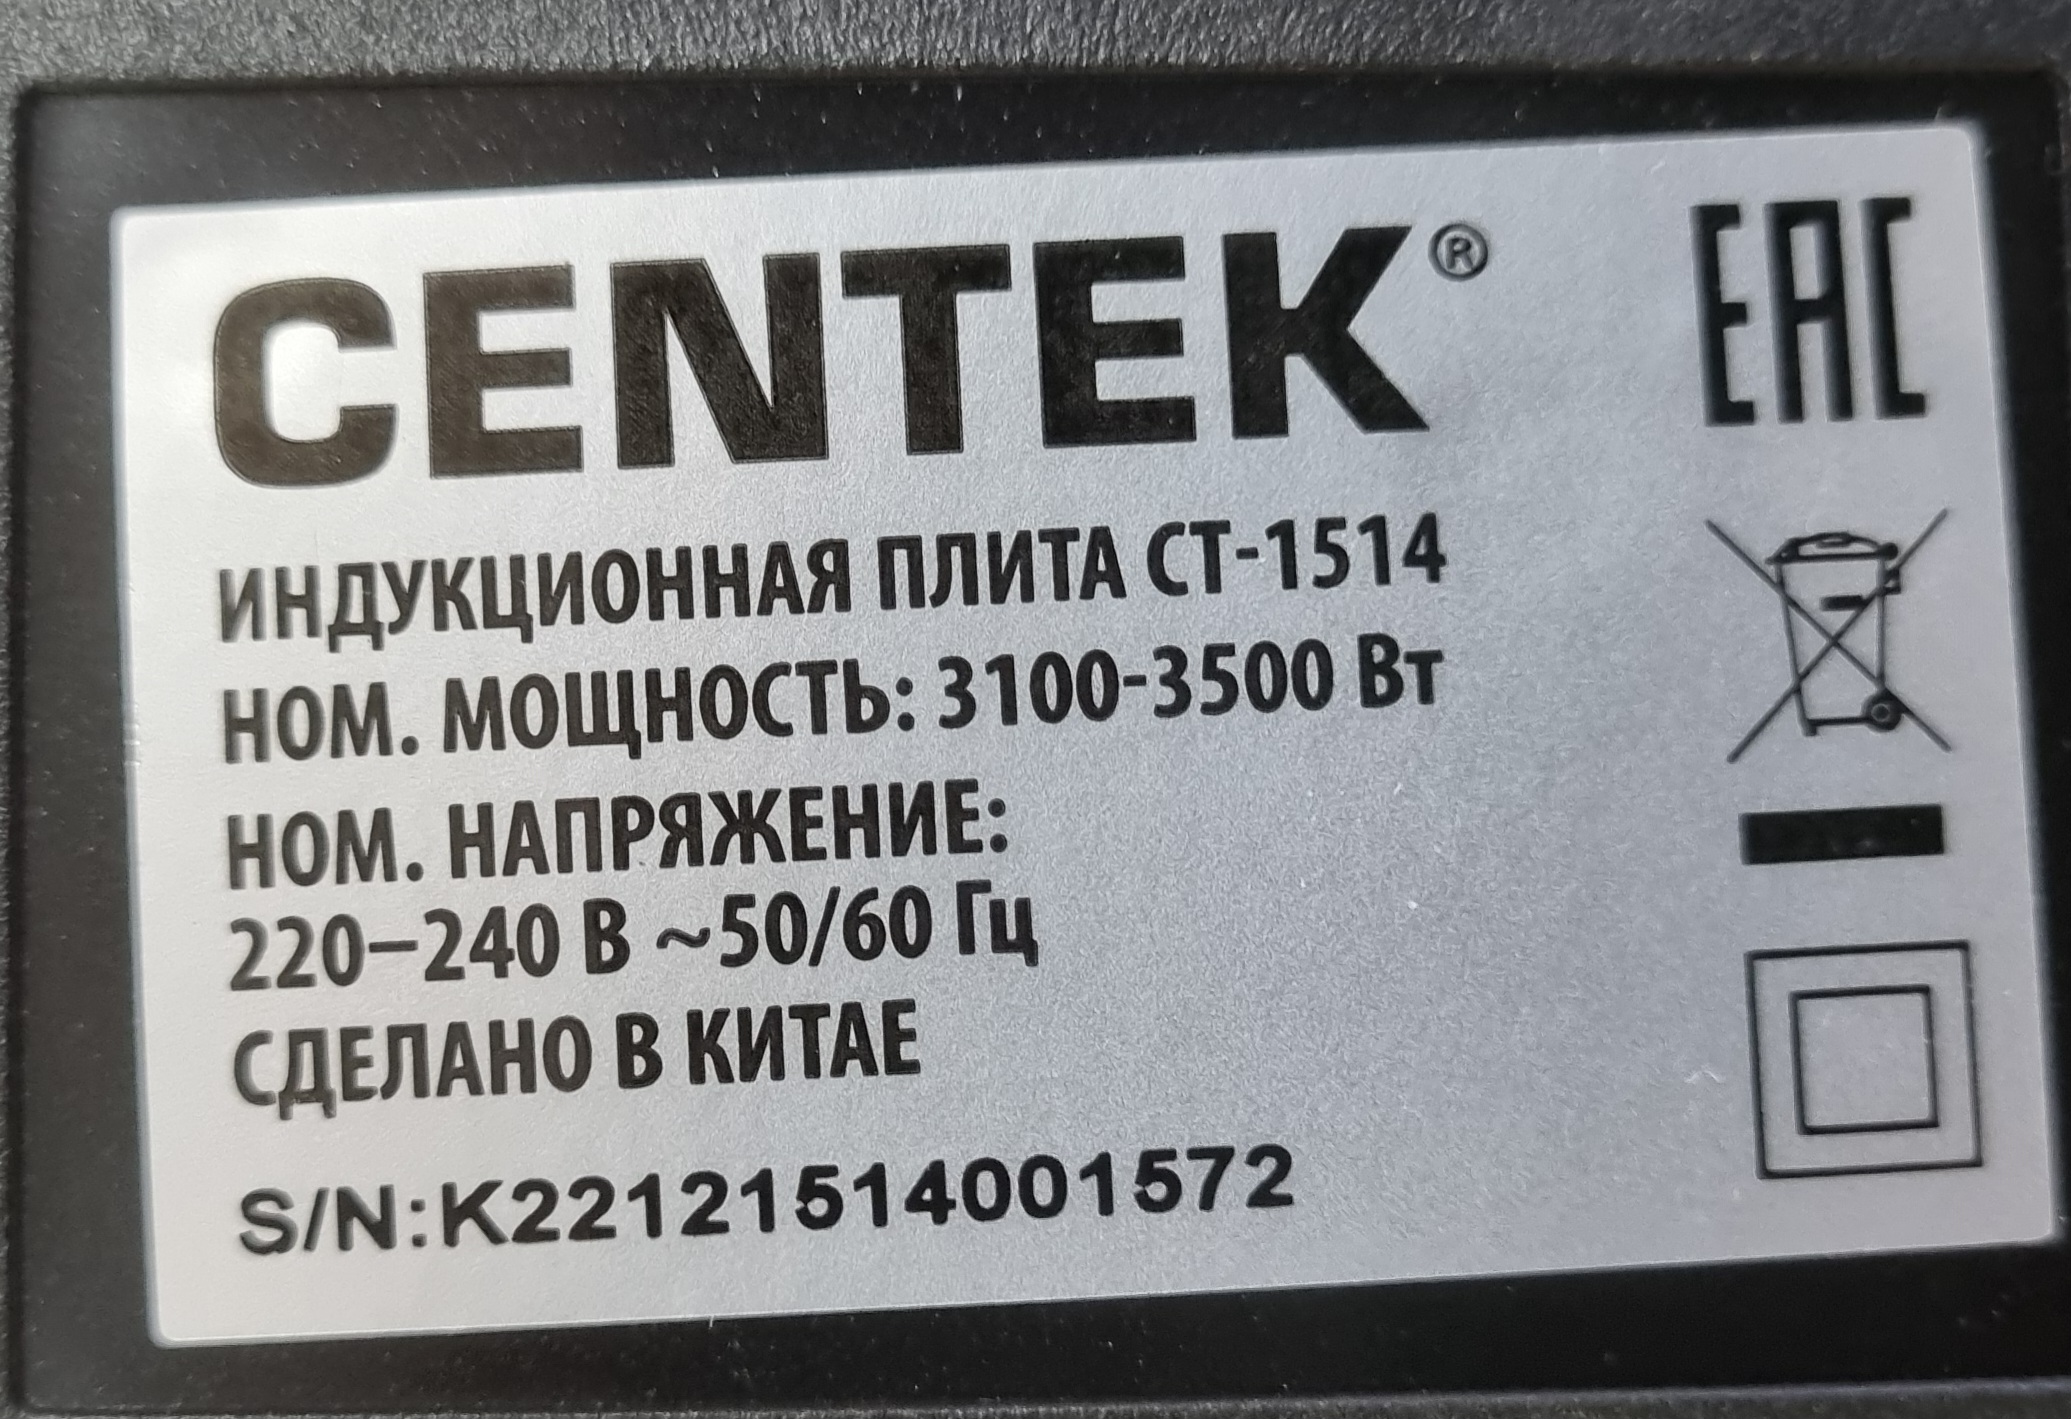 CENTEK®
EAC
ИНДУКЦИОННАЯ ПЛИТА CT-1514
НОМ. МОЩНОСТЬ: 3100-3500 Вт
НОМ. НАПРЯЖЕНИЕ:
220–240 В ~50/60 Гц
СДЕЛАНО В КИТАЕ
S/N:K22121514001572